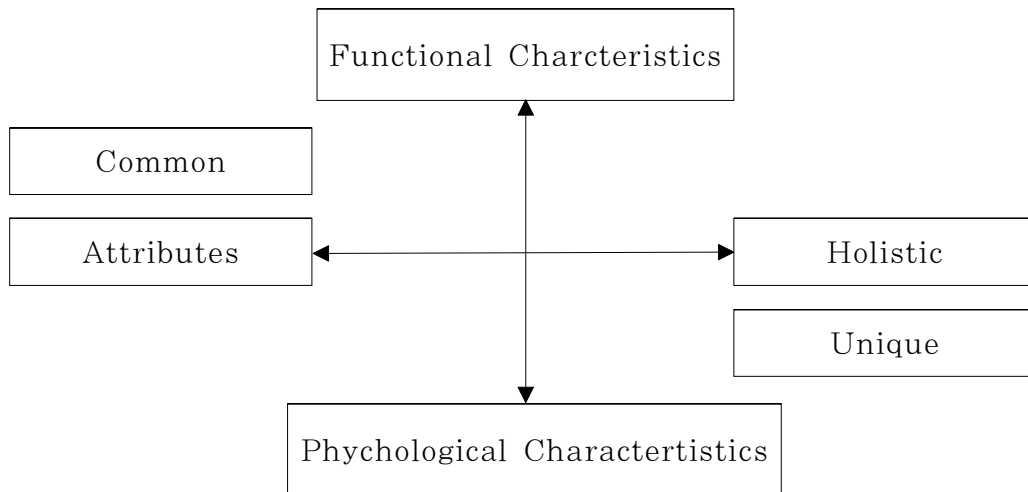 Functional Charcteristics
Common
Attributes
Holistic
Unique
Phychological Charactertistics